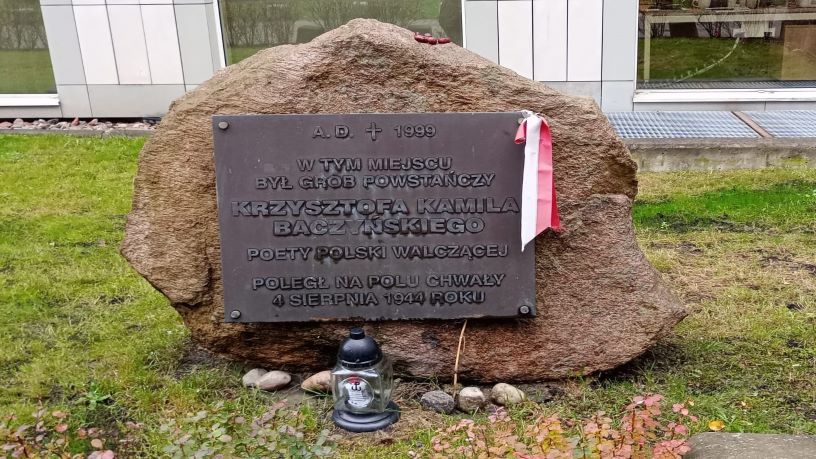 A.D. ✝ 1999
W TYM MIEJSCU
BYŁ GRÓB POWSTAŃCZY
KRZYSZTOFA KAMILA
BACZYŃSKIEGO
POETY POLSKI WALCZĄCEJ
POLEGŁ NA POLU CHWAŁY
4 SIERPNIA 1944 ROKU